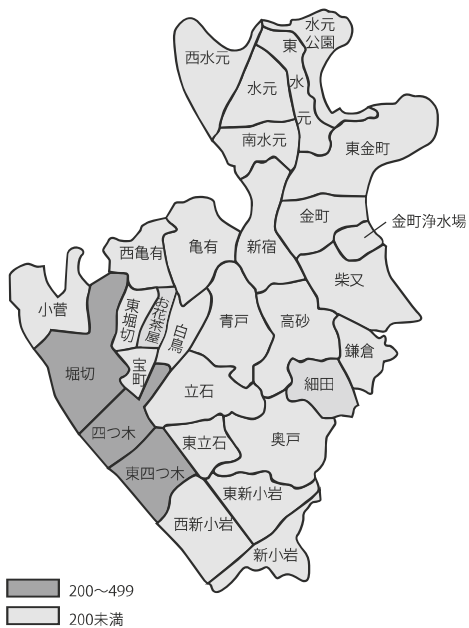 水元
公園
東水元
西水元
水元
南水元
東金町
金町
金町浄水場
新宿
亀有
西亀有
柴又
小菅
東堀切
お花茶屋
白鳥
青戸
高砂
鎌倉
宝町
堀切
細田
立石
四つ木
東立石
奥戸
東四つ木
東新小岩
西新小岩
新小岩
200～499
200未満